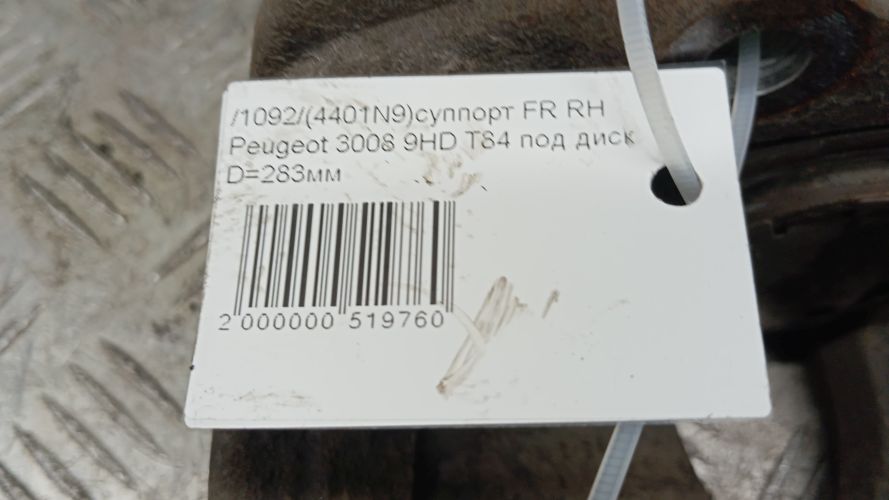 /1092/(4401N9)суппорт FR RH
Peugeot 3008 9HD T84 под диск
D=283мм
2 000000 519760